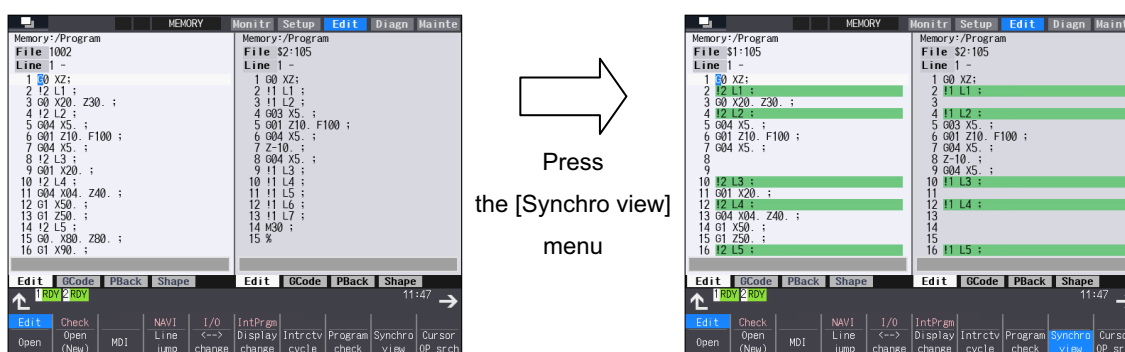 MEMORY Monitr Setup Edit Diagn Mainte
Memory:/Program
File 1002
Line 1 -
1 G0 XZ;
2 !2 L1 ;
3 G0 X20. Z30. ;
4 !2 L2 ;
5 G04 X5. ;
6 G01 Z10. F100 ;
7 G04 X5. ;
8 !2 L3 ;
9 G01 X20. ;
10 !2 L4 ;
11 G04 X04. Z40. ;
12 G1 X50. ;
13 G1 Z50. ;
14 !2 L5 ;
15 G0. X80. Z80. ;
16 G1 X90. ;
Memory:/Program
File $2:105
Line 1 -
1 G0 XZ;
2 !1 L1 ;
3 !1 L2 ;
4 G03 X5. ;
5 G01 Z10. F100 ;
6 G04 X5. ;
7 Z-10. ;
8 G04 X5. ;
9 !1 L3 ;
10 !1 L4 ;
11 !1 L5 ;
12 !1 L6 ;
13 !1 L7 ;
14 M30 ;
15 %
Edit GCode PBack Shape
Edit GCode PBack Shape
1 RDY 2 RDY 11:47
Edit Check NAVI I/O IntPrgm
Open Open (New) MDI Line jump <--> change Display change Intrctv cycle Program check Synchro view Cursor OP srch
Press
the [Synchro view]
menu
MEMORY Monitr Setup Edit Diagn Maint
Memory:/Program
File $1:105
Line 1 -
1 G0 XZ;
2 !2 L1 ;
3 G0 X20. Z30. ;
4 !2 L2 ;
5 G04 X5. ;
6 G01 Z10. F100 ;
7 G04 X5. ;
8
9
10 !2 L3 ;
11 G01 X20. ;
12 !2 L4 ;
13 G04 X04. Z40. ;
14 G1 X50. ;
15 G1 Z50. ;
16 !2 L5 ;
Memory:/Program
File $2:105
Line 1 -
1 G0 XZ;
2 !1 L1 ;
3
4 !1 L2 ;
5 G03 X5. ;
6 G01 Z10. F100 ;
7 G04 X5. ;
8 Z-10. ;
9 G04 X5. ;
10 !1 L3 ;
11
12 !1 L4 ;
13
14
15
16 !1 L5 ;
Edit GCode PBack Shape
Edit GCode PBack Shape
1 RDY 2 RDY 11:47
Edit Check NAVI I/O IntPrgm
Open Open (New) MDI Line jump <--> change Display change Intrctv cycle Program check Synchro view Cursor OP srch